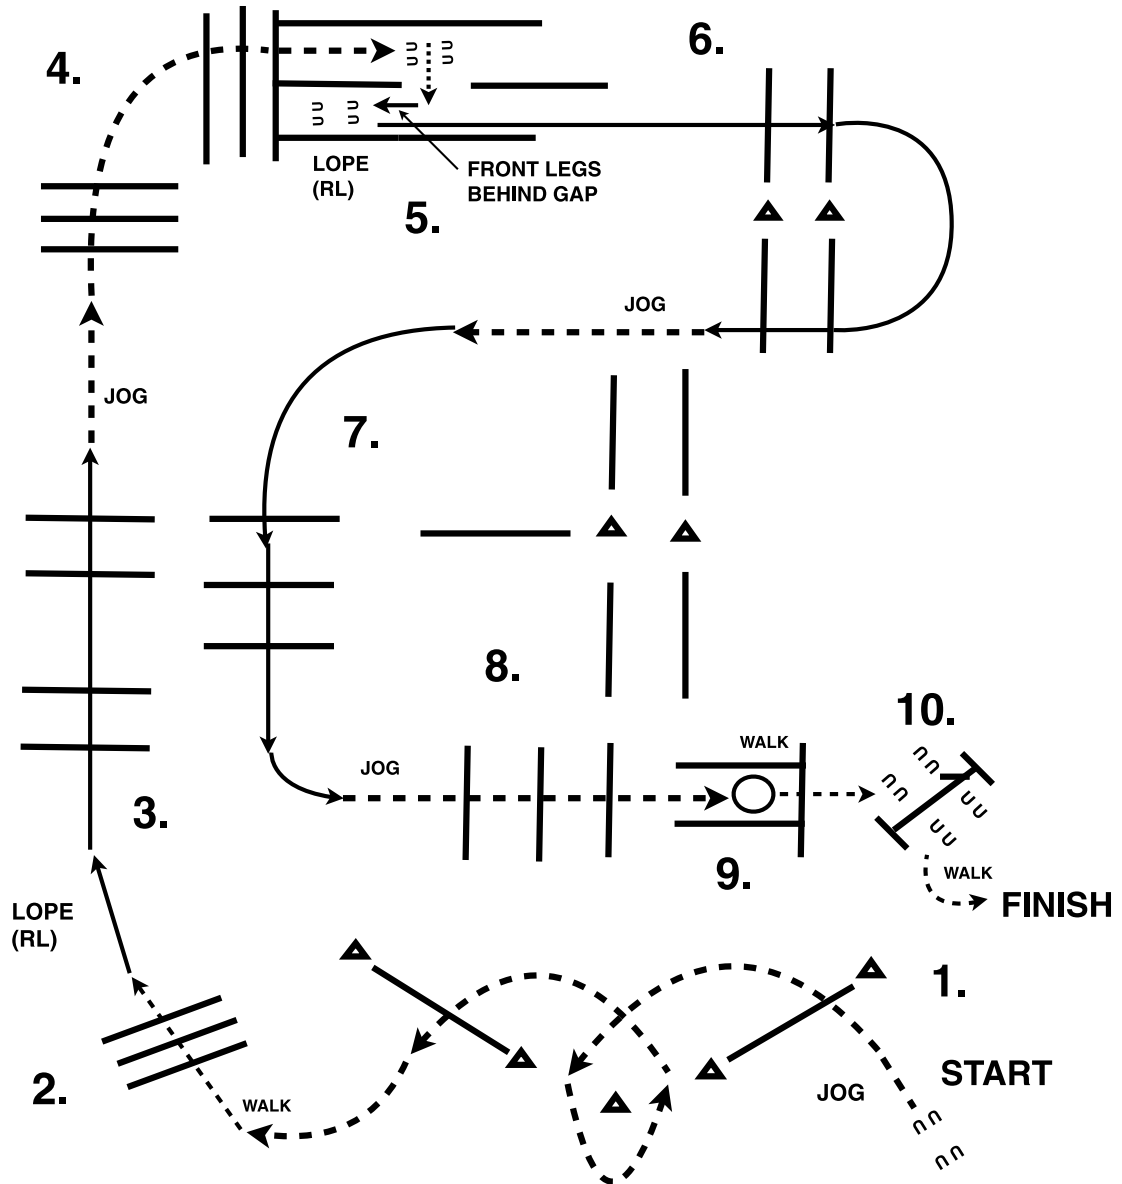 4.
6.
LOPE
(RL)
FRONT LEGS
BEHIND GAP
5.
JOG
JOG
7.
8.
10.
WALK
JOG
3.
9.
WALK
FINISH
LOPE
(RL)
1.
2.
WALK
JOG
START